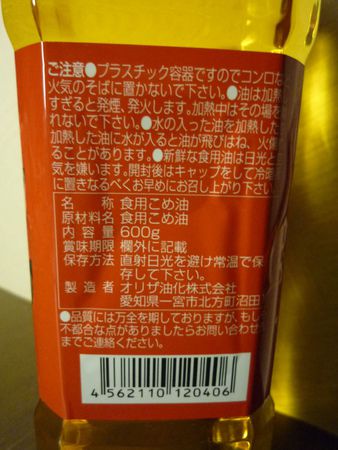 ご注意●プラスチック容器ですのでコンロな
火気のそばに置かないで下さい。●油は加熱
すぎると発煙、発火します。加熱中はその場を
れないで下さい。●水の入った油を加熱した
加熱した油に水が入ると油が飛びはね、火傷
ることがあります。●新鮮な食用油は日光と
気を嫌います。開封後はキャップをして冷暗
に置きなるべくお早めにお召し上がり下さい。
名称 食用こめ油
原材料名 食用こめ油
内容量 600g
賞味期限 欄外に記載
保存方法 直射日光を避け常温で保
存して下さい。
製造者 オリザ油化株式会社
愛知県一宮市北方町沼田
●品質には万全を期しておりますが、もし
不都合な点がありましたらお問い合わせ
までご連絡ください。
4 562110 120406